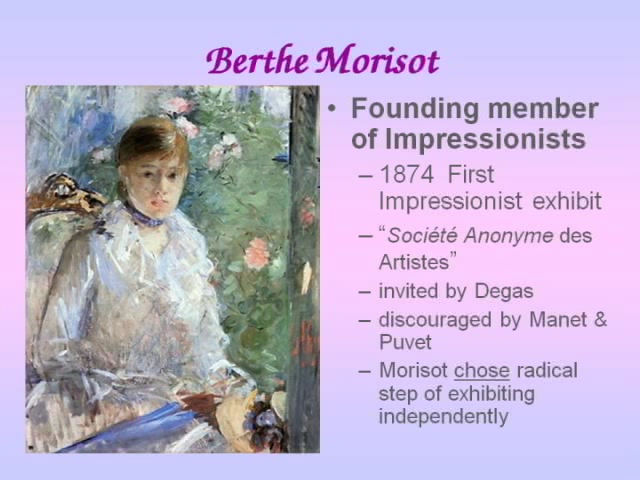 Berthe Morisot
• Founding member
of Impressionists
– 1874 First
Impressionist exhibit
– “Société Anonyme des
Artistes”
– invited by Degas
– discouraged by Manet &
Puvet
– Morisot chose radical
step of exhibiting
independently